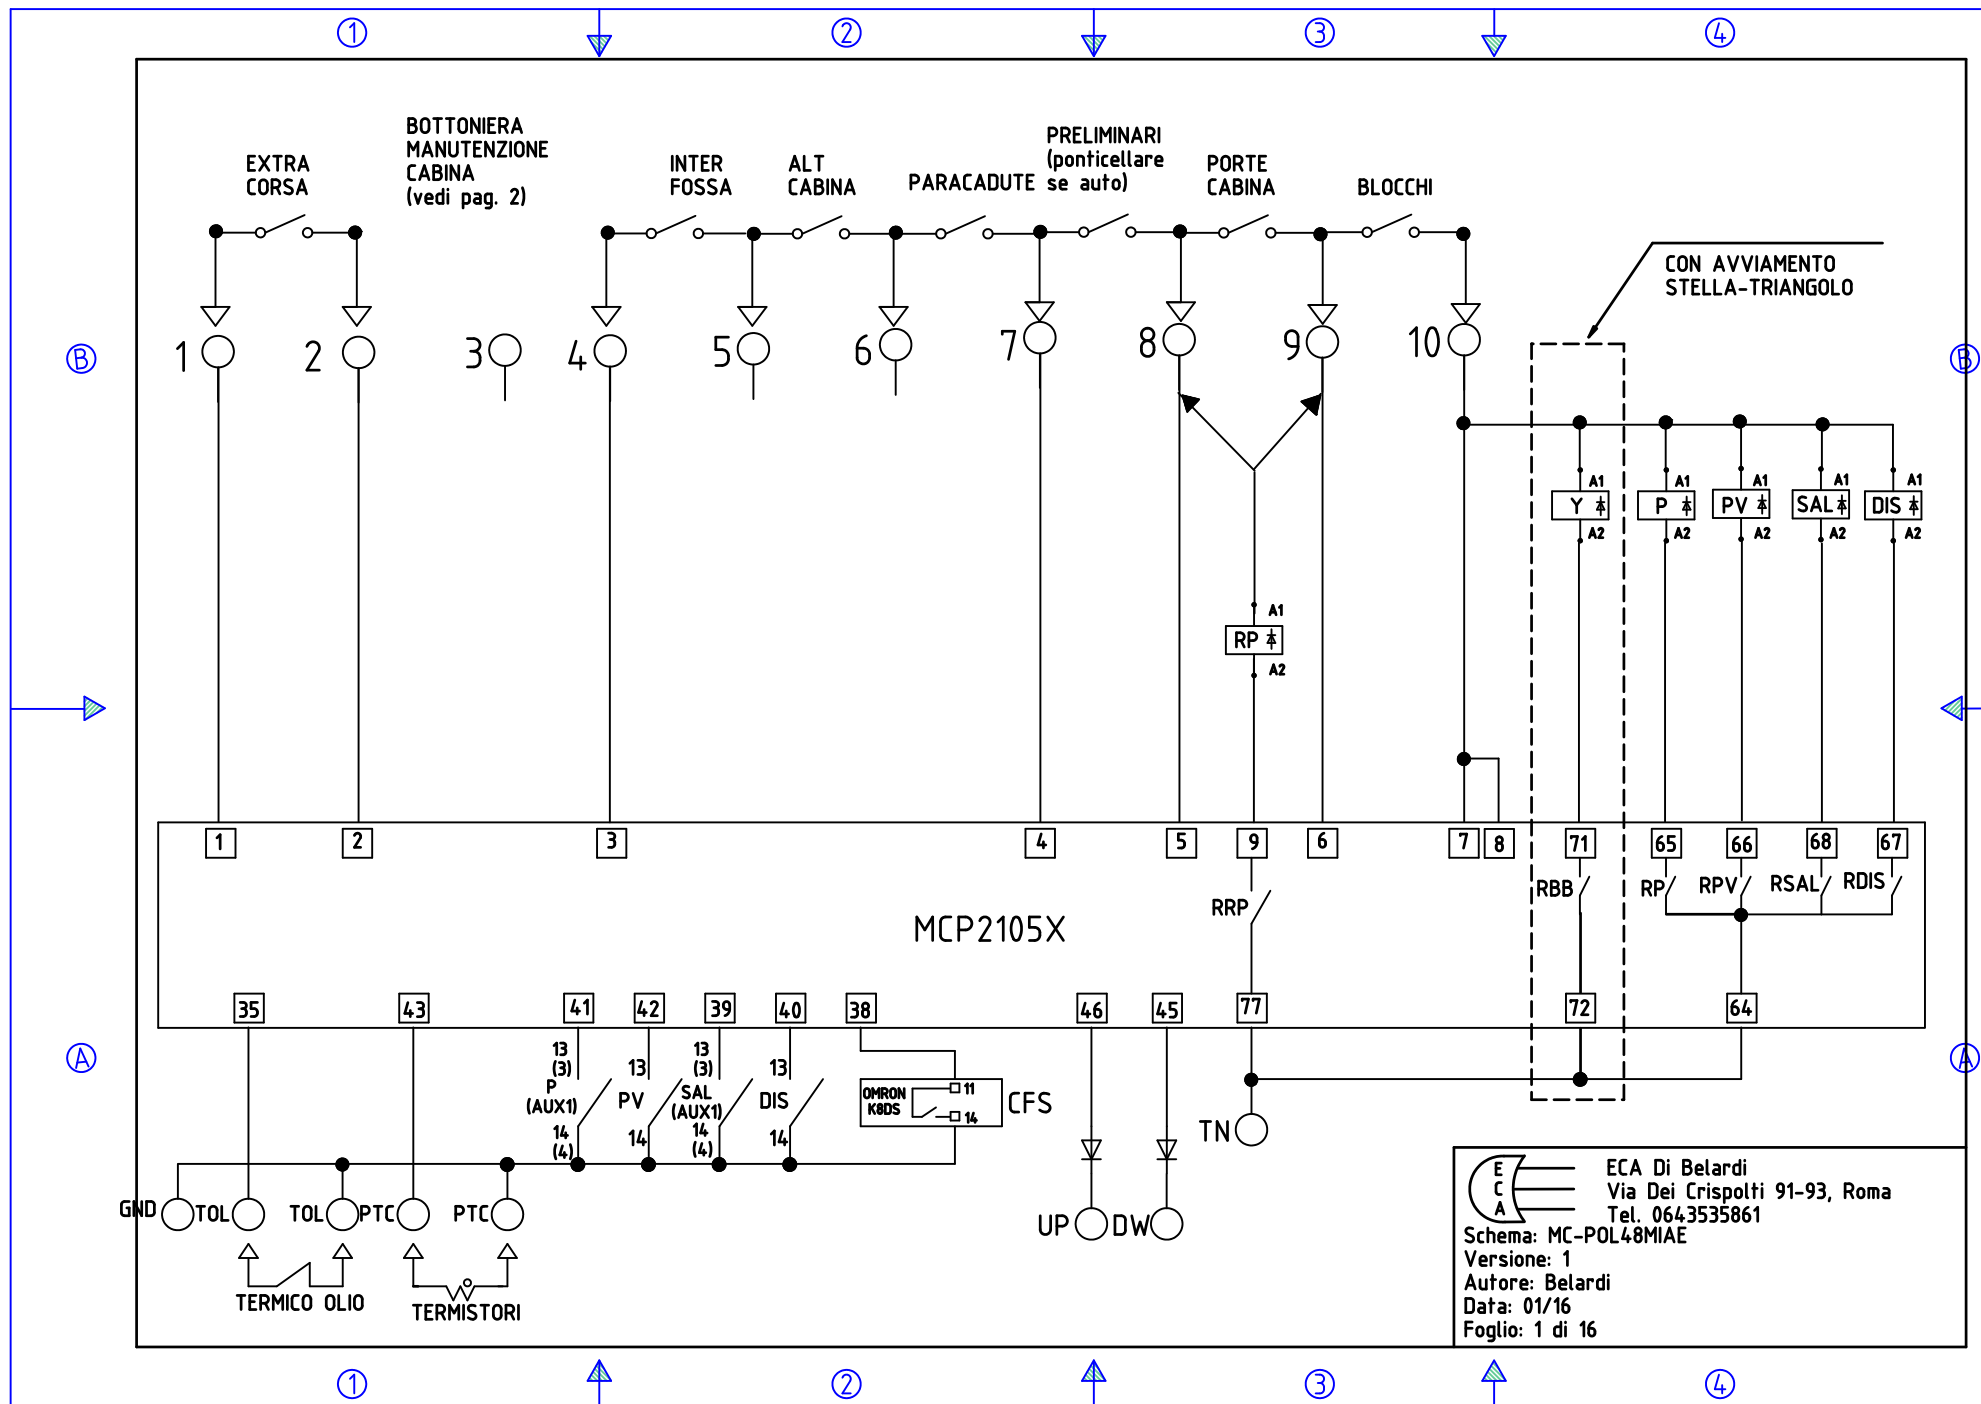 1 2 3 4
BOTTONIERA
MANUTENZIONE
CABINA
(vedi pag. 2)
EXTRA
CORSA
INTER
FOSSA
ALT
CABINA
PARACADUTE
PRELIMINARI
(ponticellare
se auto)
PORTE
CABINA
BLOCCHI
CON AVVIAMENTO
STELLA-TRIANGOLO
1 2 3 4 5 6 7 8 9 10
B B
A1 A1 A1 A1 A1
Y P PV SAL DIS
A2 A2 A2 A2 A2
A1
RP
A2
1 2 3 4 5 9 6 7 8 71 65 66 68 67
RRP RBB RP RPV RSAL RDIS
MCP2105X
35 43 41 42 39 40 38 46 45 77 72 64
A A
13
(3)
P
(AUX1)
14
(4)
13
PV
14
13
(3)
SAL
(AUX1)
14
(4)
13
DIS
14
OMRON
K8DS
11
14
CFS
TN
GND TOL TOL PTC PTC UP DW
TERMICO OLIO
TERMISTORI
E
C
A
ECA Di Belardi
Via Dei Crispolti 91-93, Roma
Tel. 0643535861
Schema: MC-POL48MIAE
Versione: 1
Autore: Belardi
Data: 01/16
Foglio: 1 di 16
1 2 3 4